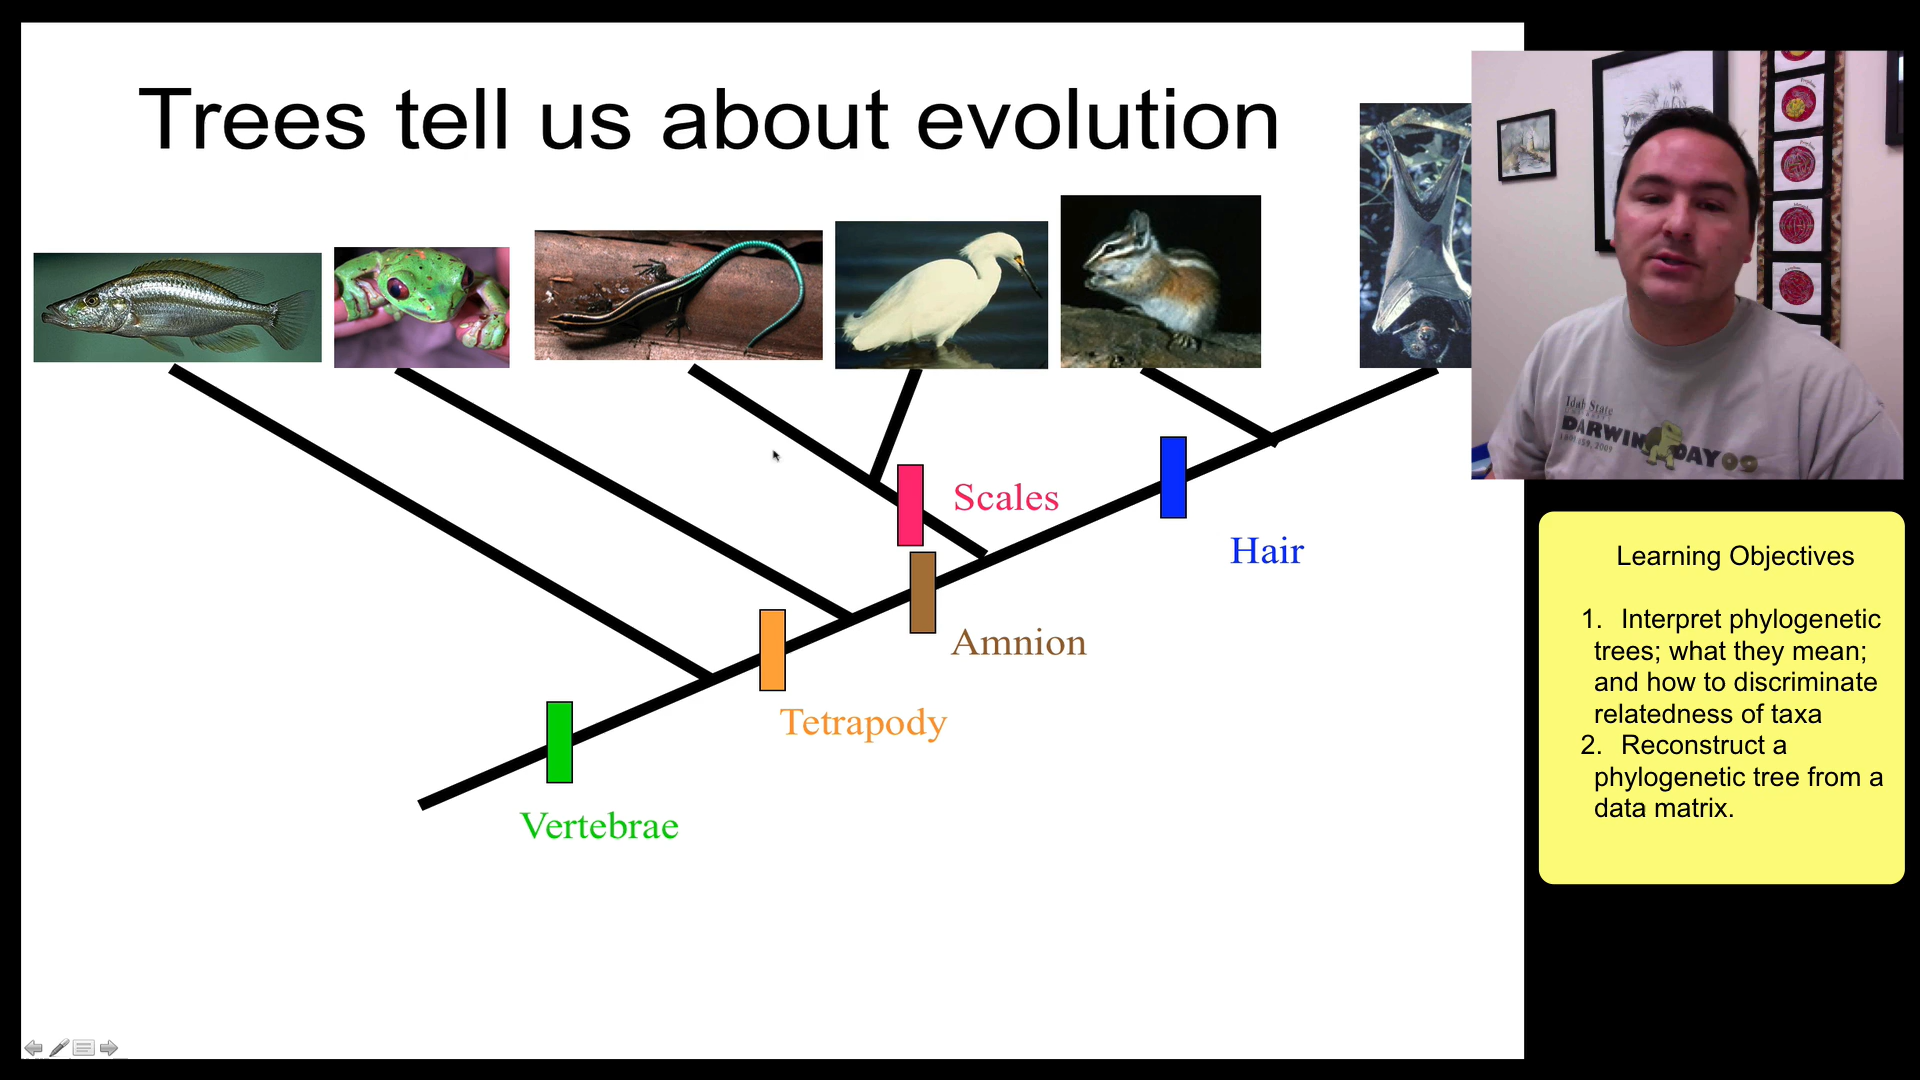 Trees tell us about evolution
Scales
Hair
Amnion
Tetrapody
Vertebrae
Idaho State
DARWIN DAY 09
Learning Objectives
1. Interpret phylogenetic
trees; what they mean;
and how to discriminate
relatedness of taxa
2. Reconstruct a
phylogenetic tree from a
data matrix.